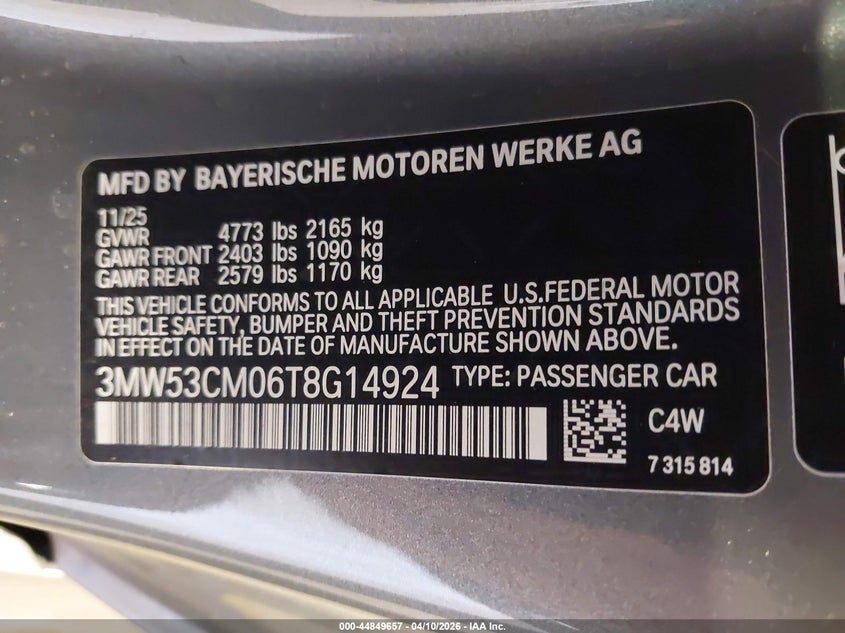 MFD BY BAYERISCHE MOTOREN WERKE AG
11/25
GVWR 4773 lbs 2165 kg
GAWR FRONT 2403 lbs 1090 kg
GAWR REAR 2579 lbs 1170 kg
THIS VEHICLE CONFORMS TO ALL APPLICABLE U.S.FEDERAL MOTOR
VEHICLE SAFETY, BUMPER AND THEFT PREVENTION STANDARDS
IN EFFECT ON THE DATE OF MANUFACTURE SHOWN ABOVE.
3MW53CM06T8G14924 TYPE: PASSENGER CAR
C4W
7 315 814
000-44849657 - 04/10/2026 - IAA Inc.